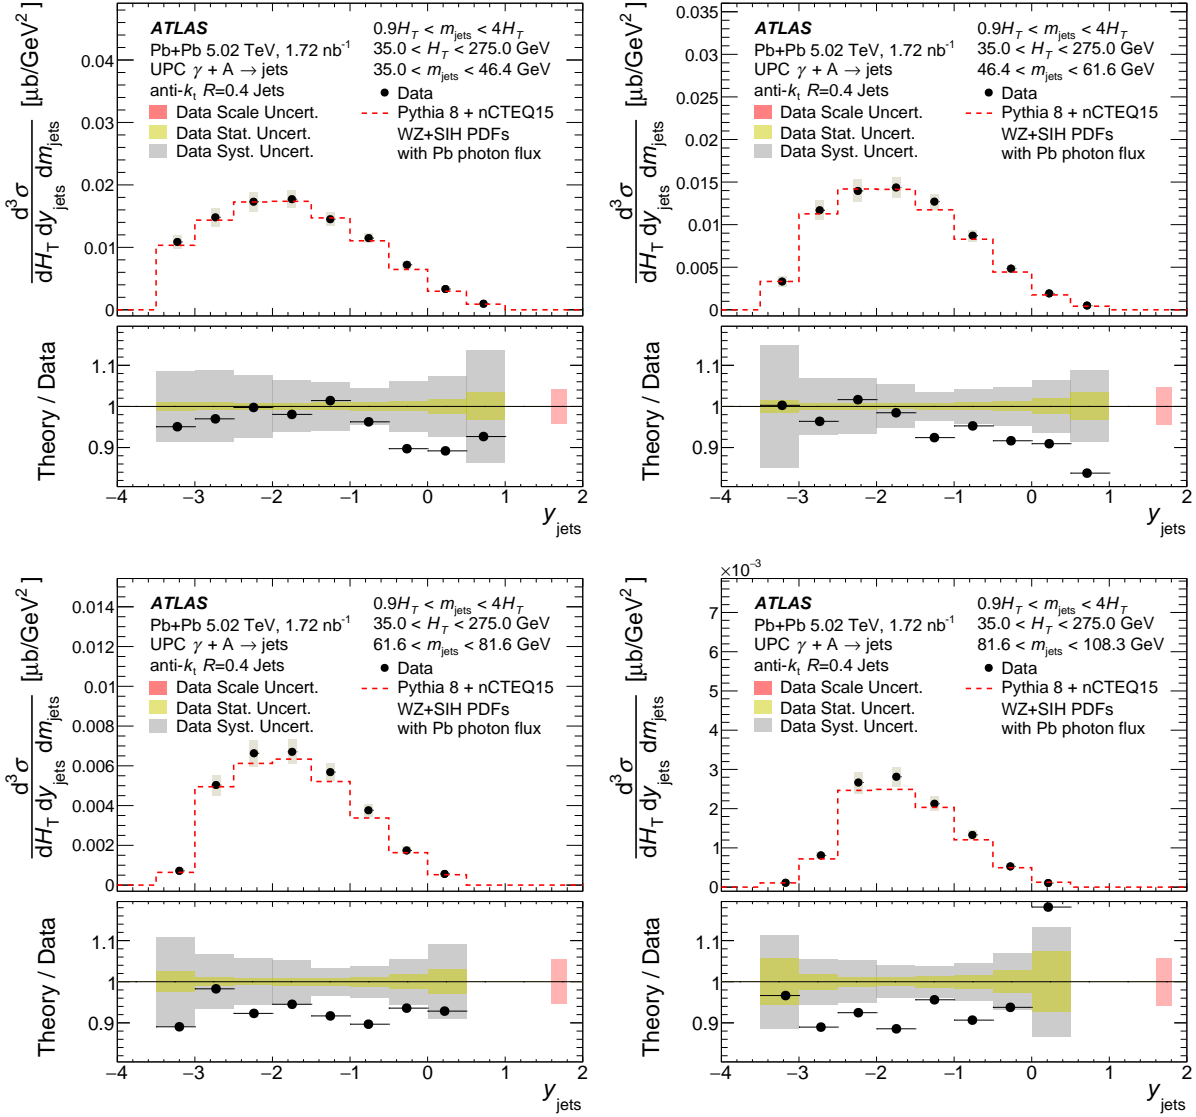 d³σ / dH_T dy_jets dm_jets [μb/GeV²]
0.04
0.03
0.02
0.01
0
ATLAS
Pb+Pb 5.02 TeV, 1.72 nb⁻¹
UPC γ + A → jets
anti-k_t R=0.4 Jets
Data Scale Uncert.
Data Stat. Uncert.
Data Syst. Uncert.
0.9H_T < m_jets < 4H_T
35.0 < H_T < 275.0 GeV
35.0 < m_jets < 46.4 GeV
Data
Pythia 8 + nCTEQ15
WZ+SIH PDFs
with Pb photon flux
Theory / Data
1.1
1
0.9
−4 −3 −2 −1 0 1 2
y_jets
d³σ / dH_T dy_jets dm_jets [μb/GeV²]
0.035
0.03
0.025
0.02
0.015
0.01
0.005
0
ATLAS
Pb+Pb 5.02 TeV, 1.72 nb⁻¹
UPC γ + A → jets
anti-k_t R=0.4 Jets
Data Scale Uncert.
Data Stat. Uncert.
Data Syst. Uncert.
0.9H_T < m_jets < 4H_T
35.0 < H_T < 275.0 GeV
46.4 < m_jets < 61.6 GeV
Data
Pythia 8 + nCTEQ15
WZ+SIH PDFs
with Pb photon flux
Theory / Data
1.1
1
0.9
−4 −3 −2 −1 0 1 2
y_jets
d³σ / dH_T dy_jets dm_jets [μb/GeV²]
0.014
0.012
0.01
0.008
0.006
0.004
0.002
0
ATLAS
Pb+Pb 5.02 TeV, 1.72 nb⁻¹
UPC γ + A → jets
anti-k_t R=0.4 Jets
Data Scale Uncert.
Data Stat. Uncert.
Data Syst. Uncert.
0.9H_T < m_jets < 4H_T
35.0 < H_T < 275.0 GeV
61.6 < m_jets < 81.6 GeV
Data
Pythia 8 + nCTEQ15
WZ+SIH PDFs
with Pb photon flux
Theory / Data
1.1
1
0.9
−4 −3 −2 −1 0 1 2
y_jets
×10⁻³
d³σ / dH_T dy_jets dm_jets [μb/GeV²]
7
6
5
4
3
2
1
0
ATLAS
Pb+Pb 5.02 TeV, 1.72 nb⁻¹
UPC γ + A → jets
anti-k_t R=0.4 Jets
Data Scale Uncert.
Data Stat. Uncert.
Data Syst. Uncert.
0.9H_T < m_jets < 4H_T
35.0 < H_T < 275.0 GeV
81.6 < m_jets < 108.3 GeV
Data
Pythia 8 + nCTEQ15
WZ+SIH PDFs
with Pb photon flux
Theory / Data
1.1
1
0.9
−4 −3 −2 −1 0 1 2
y_jets